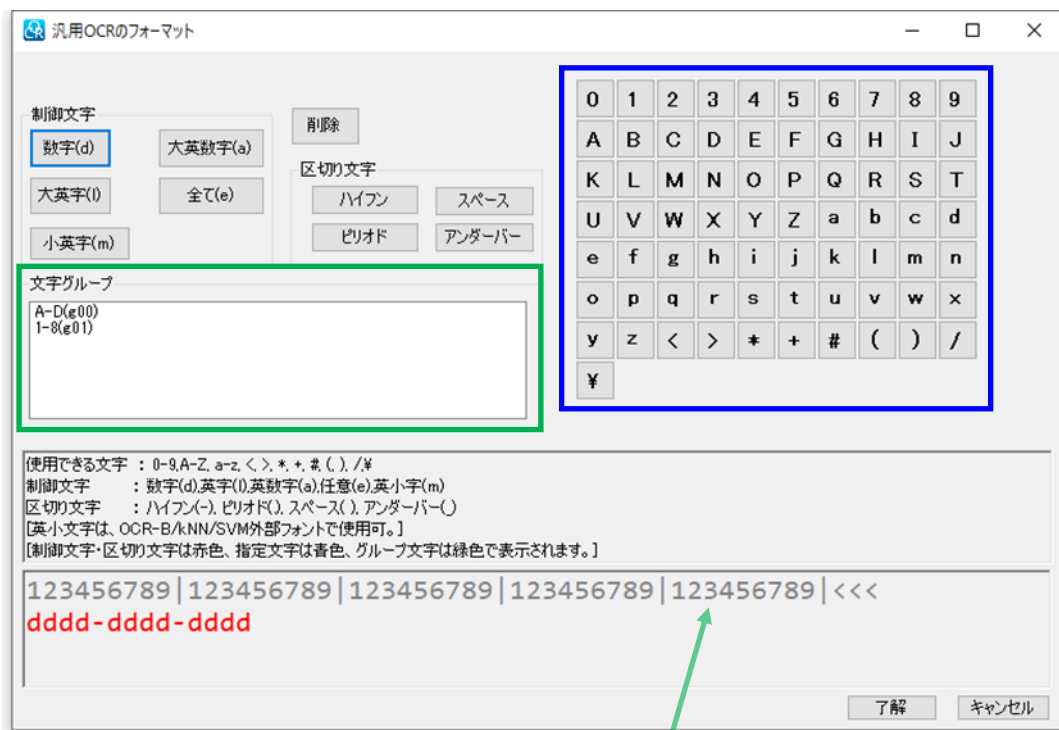 汎用OCRのフォーマット
制御文字
数字(d)
大英数字(a)
大英字(l)
全て(e)
小英字(m)
削除
区切り文字
ハイフン
スペース
ピリオド
アンダーバー
0 1 2 3 4 5 6 7 8 9
A B C D E F G H I J
K L M N O P Q R S T
U V W X Y Z a b c d
e f g h i j k l m n
o p q r s t u v w x
y z < > * + # ( ) /
¥
文字グループ
A-D(g00)
1-8(g01)
使用できる文字 : 0-9,A-Z, a-z, <, >, *, +, #, (, ), /,¥
制御文字 : 数字(d),英字(l),英数字(a),任意(e),英小字(m)
区切り文字 : ハイフン(-), ピリオド(.), スペース( ), アンダーバー(_)
[英小文字は、OCR-B/kNN/SVM外部フォントで使用可。]
[制御文字・区切り文字は赤色、指定文字は青色、グループ文字は緑色で表示されます。]
123456789|123456789|123456789|123456789|123456789|<<<
dddd-dddd-dddd
了解
キャンセル